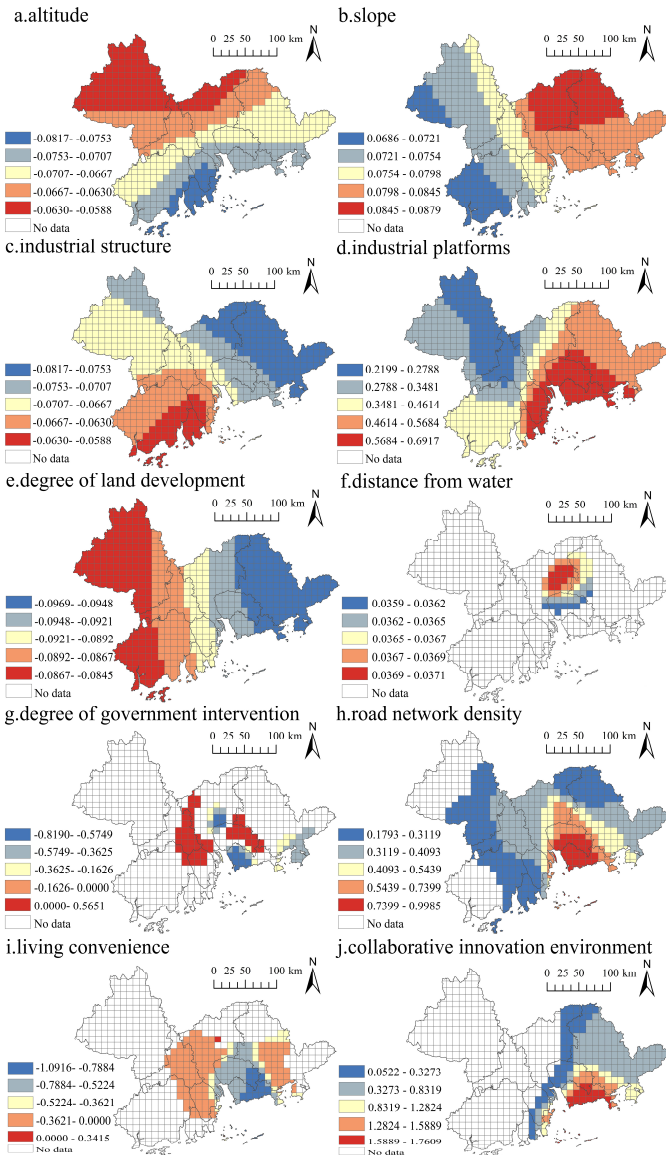 a.altitude
N
0 25 50 100 km
-0.0817 - -0.0753
-0.0753 - -0.0707
-0.0707 - -0.0667
-0.0667 - -0.0630
-0.0630 - -0.0588
No data
b.slope
N
0 25 50 100 km
0.0686 - 0.0721
0.0721 - 0.0754
0.0754 - 0.0798
0.0798 - 0.0845
0.0845 - 0.0879
No data
c.industrial structure
N
0 25 50 100 km
-0.0817 - -0.0753
-0.0753 - -0.0707
-0.0707 - -0.0667
-0.0667 - -0.0630
-0.0630 - -0.0588
No data
d.industrial platforms
N
0 25 50 100 km
0.2199 - 0.2788
0.2788 - 0.3481
0.3481 - 0.4614
0.4614 - 0.5684
0.5684 - 0.6917
No data
e.degree of land development
N
0 25 50 100 km
-0.0969 - -0.0948
-0.0948 - -0.0921
-0.0921 - -0.0892
-0.0892 - -0.0867
-0.0867 - -0.0845
No data
f.distance from water
N
0 25 50 100 km
0.0359 - 0.0362
0.0362 - 0.0365
0.0365 - 0.0367
0.0367 - 0.0369
0.0369 - 0.0371
No data
g.degree of government intervention
N
0 25 50 100 km
-0.8190- -0.5749
-0.5749- -0.3625
-0.3625- -0.1626
-0.1626- 0.0000
0.0000- 0.5651
No data
h.road network density
N
0 25 50 100 km
0.1793 - 0.3119
0.3119 - 0.4093
0.4093 - 0.5439
0.5439 - 0.7399
0.7399 - 0.9985
No data
i.living convenience
N
0 25 50 100 km
-1.0916- -0.7884
-0.7884- -0.5224
-0.5224- -0.3621
-0.3621- 0.0000
0.0000- 0.3415
No data
j.collaborative innovation environment
N
0 25 50 100 km
0.0522 - 0.3273
0.3273 - 0.8319
0.8319 - 1.2824
1.2824 - 1.5889
1.5889 - 1.7609
No data